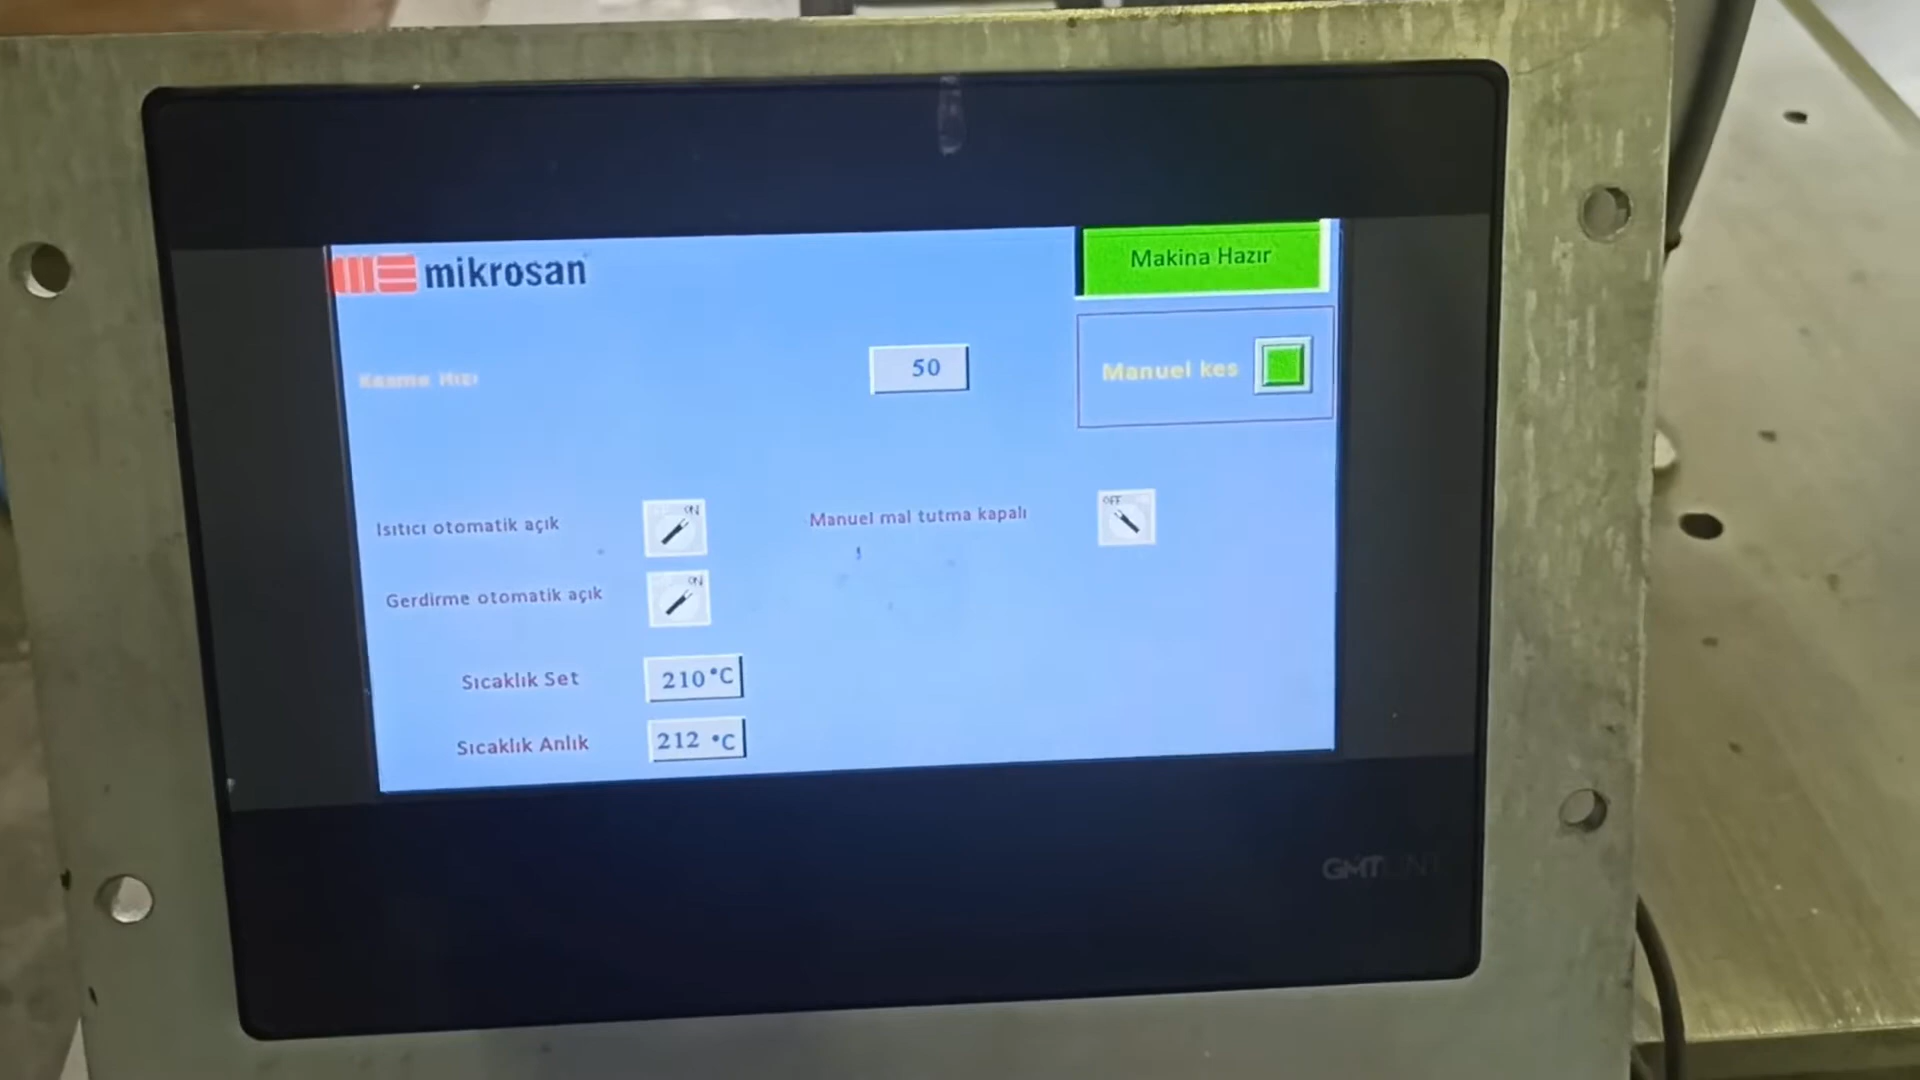 mikrosan
Makina Hazır
Kesme Hızı
50
Manuel kes
Isıtıcı otomatik açık
ON
Manuel mal tutma kapalı
OFF
Gerdirme otomatik açık
ON
Sıcaklık Set
210 °C
Sıcaklık Anlık
212 °C
GMT